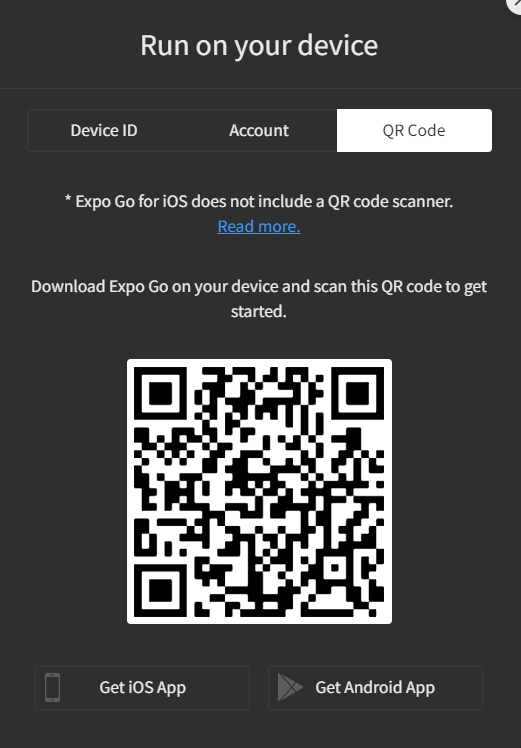 Run on your device
Device ID
Account
QR Code
* Expo Go for iOS does not include a QR code scanner.
Read more.
Download Expo Go on your device and scan this QR code to get
started.
Get iOS App
Get Android App